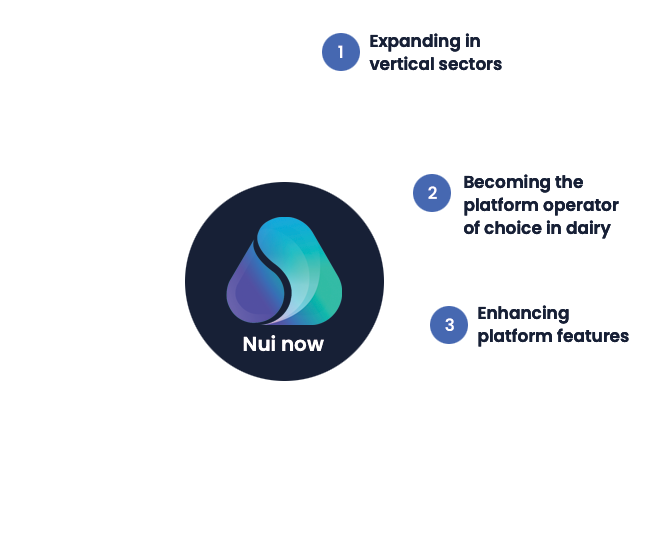 1
Expanding in
vertical sectors
2
Becoming the
platform operator
of choice in dairy
3
Enhancing
platform features
Nui now